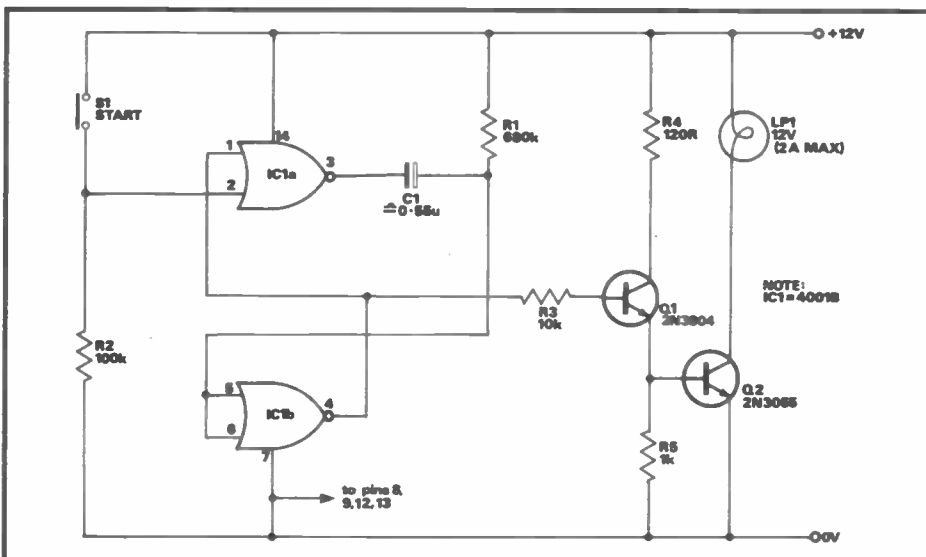 +12V
S1
START
R1
680k
R4
120R
LP1
12V
(2A MAX)
1
14
3
2
IC1a
C1
≏0·55u
NOTE:
IC1=4001B
R3
10k
Q1
2N3904
R2
100k
5
4
6
IC1b
7
Q2
2N3055
R5
1k
to pins 8,
9,12,13
0V